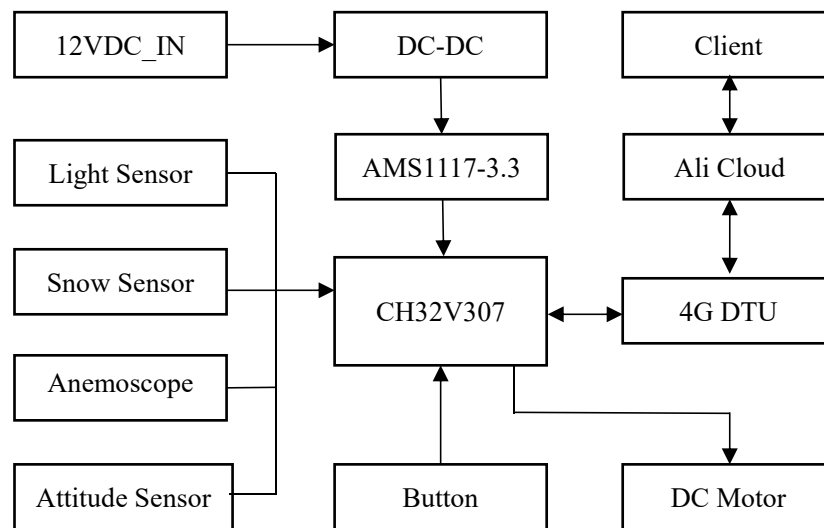 12VDC_IN
DC-DC
Client
Light Sensor
AMS1117-3.3
Ali Cloud
Snow Sensor
CH32V307
4G DTU
Anemoscope
Attitude Sensor
Button
DC Motor